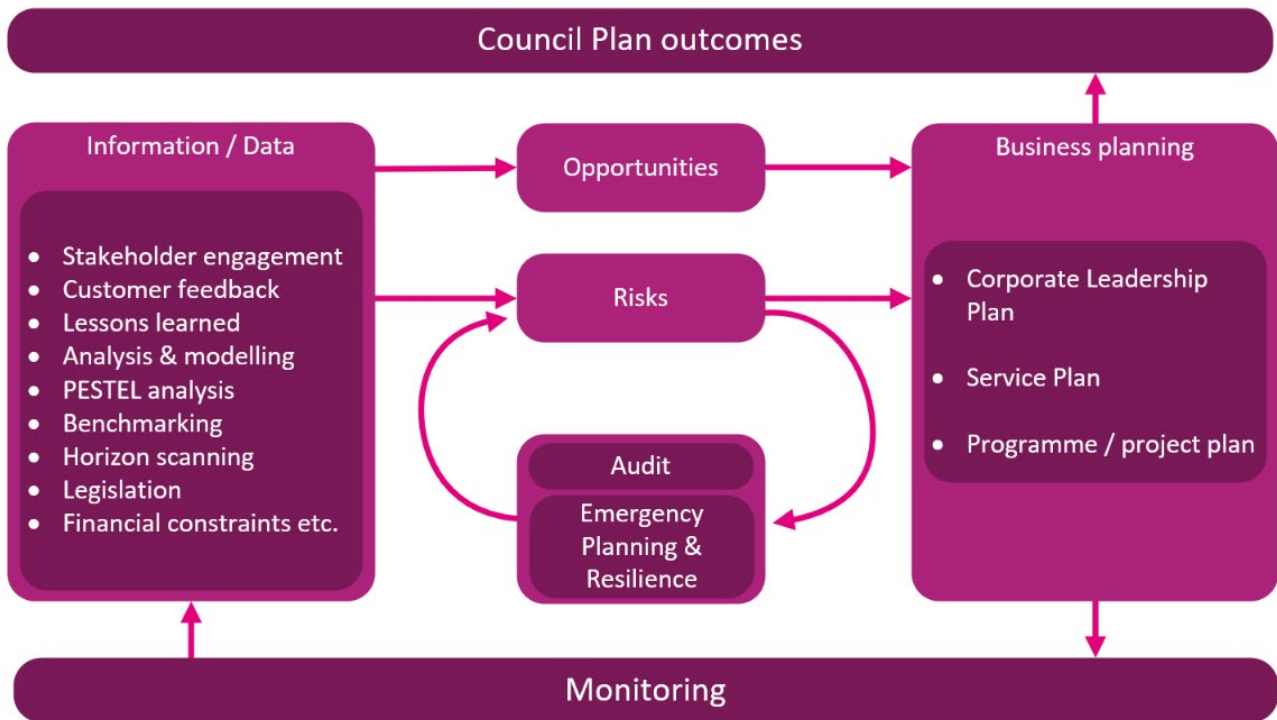 Council Plan outcomes
Information / Data
• Stakeholder engagement
• Customer feedback
• Lessons learned
• Analysis & modelling
• PESTEL analysis
• Benchmarking
• Horizon scanning
• Legislation
• Financial constraints etc.
Opportunities
Risks
Audit
Emergency
Planning &
Resilience
Business planning
• Corporate Leadership
Plan
• Service Plan
• Programme / project plan
Monitoring